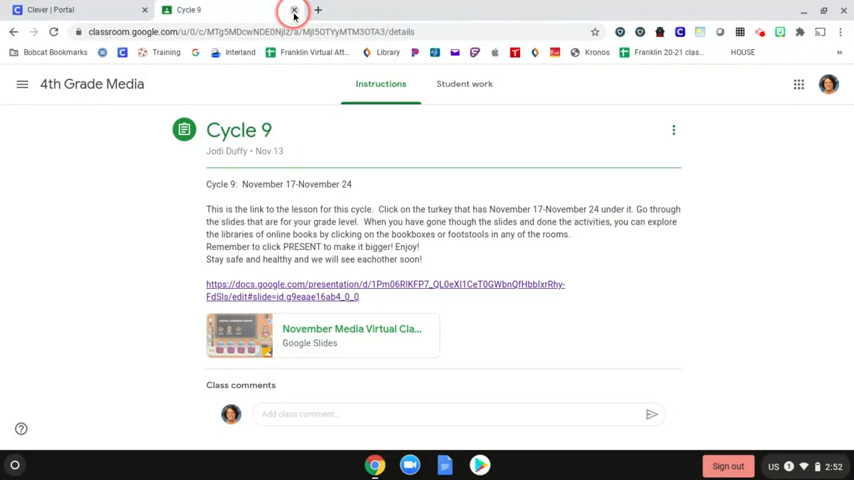 Clever | Portal
Cycle 9
classroom.google.com/u/0/c/MTg5MDcwNDE0NjIz/a/MjI5OTYyMTM3OTA3/details
Bobcat Bookmarks
Training
Interland
Franklin Virtual Att...
Library
Kronos
Franklin 20-21 clas...
HOUSE
4th Grade Media
Instructions
Student work
Cycle 9
Jodi Duffy • Nov 13
Cycle 9: November 17-November 24
This is the link to the lesson for this cycle. Click on the turkey that has November 17-November 24 under it. Go through
the slides that are for your grade level. When you have gone though the slides and done the activities, you can explore
the libraries of online books by clicking on the bookboxes or footstools in any of the rooms.
Remember to click PRESENT to make it bigger! Enjoy!
Stay safe and healthy and we will see eachother soon!
https://docs.google.com/presentation/d/1Pm06RIKFP7_QL0eXI1CeT0GWbnQfHbbIxrRhy-
FdSls/edit#slide=id.g9eaae16ab4_0_0
November Media Virtual Cla...
Google Slides
Class comments
Add class comment...
Sign out
US
1
2:52